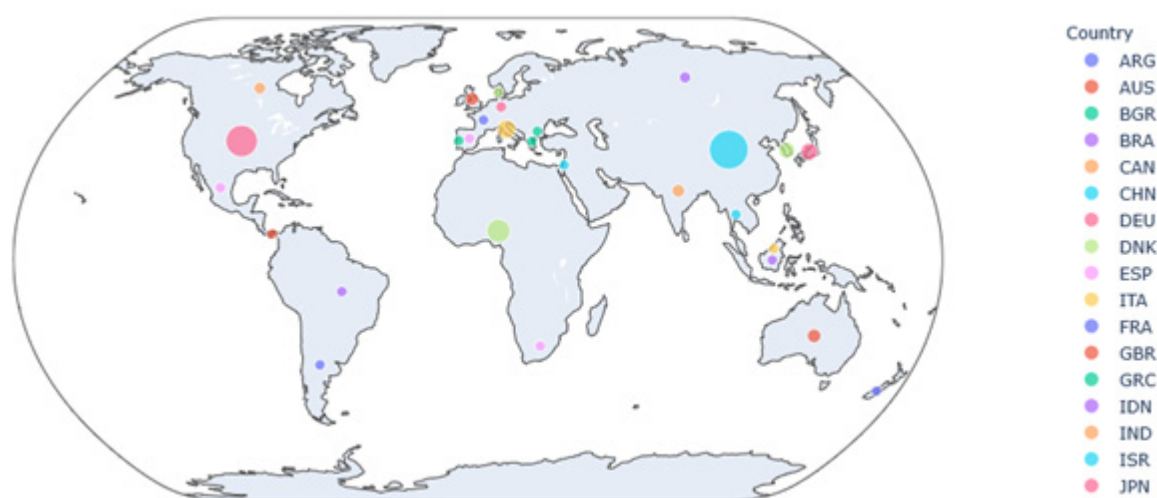 Country
ARG
AUS
BGR
BRA
CAN
CHN
DEU
DNK
ESP
ITA
FRA
GBR
GRC
IDN
IND
ISR
JPN